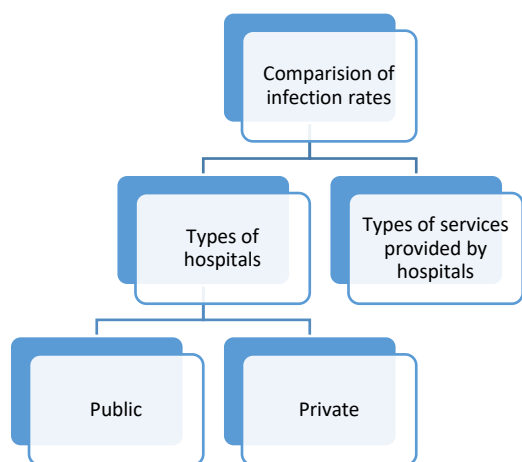 Comparision of
infection rates
Types of
hospitals
Types of services
provided by
hospitals
Public
Private